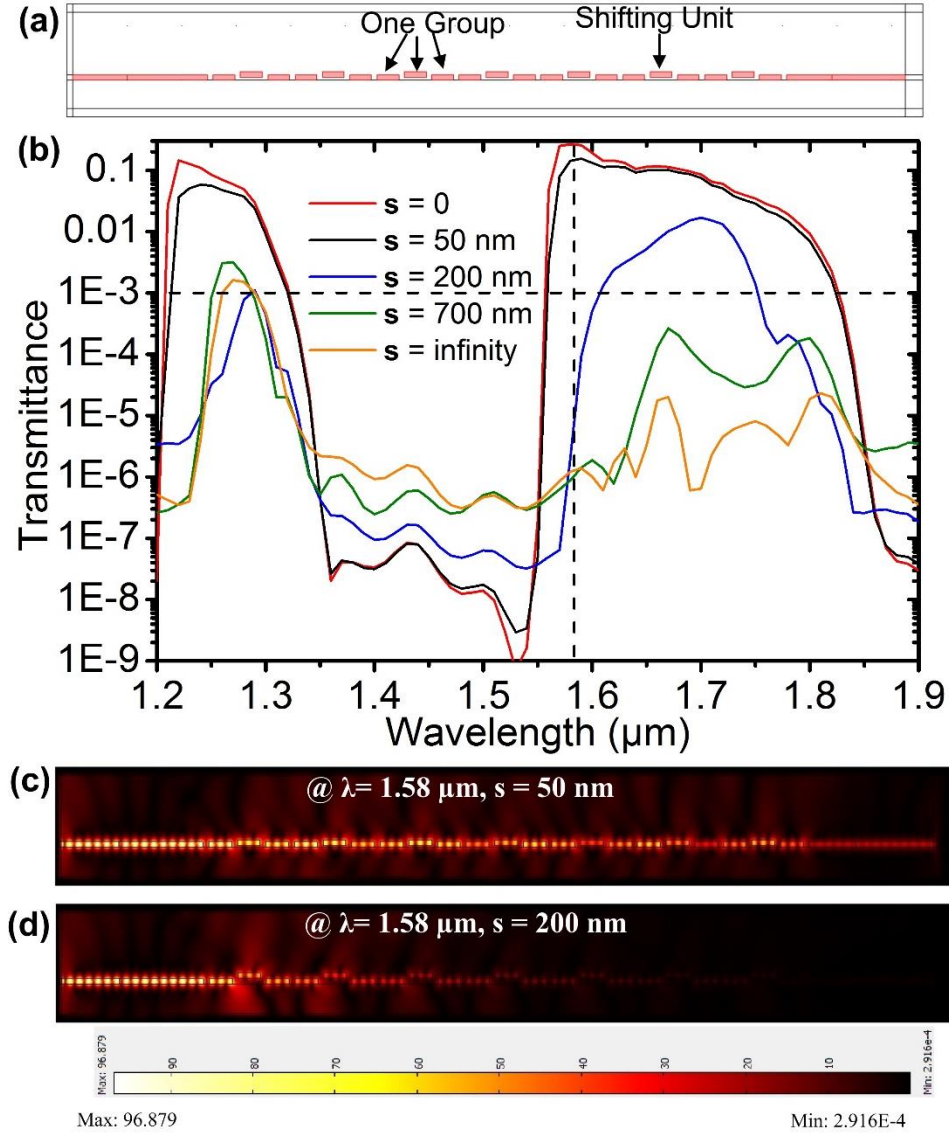 (a)
One Group
Shifting Unit
(b)
0.1
0.01
1E-3
1E-4
1E-5
1E-6
1E-7
1E-8
1E-9
Transmittance
s = 0
s = 50 nm
s = 200 nm
s = 700 nm
s = infinity
1.2 1.3 1.4 1.5 1.6 1.7 1.8 1.9
Wavelength (µm)
(c)
@ λ= 1.58 µm, s = 50 nm
(d)
@ λ= 1.58 µm, s = 200 nm
Max: 96.879
90 80 70 60 50 40 30 20 10
Min: 2.916e-4
Max: 96.879
Min: 2.916E-4